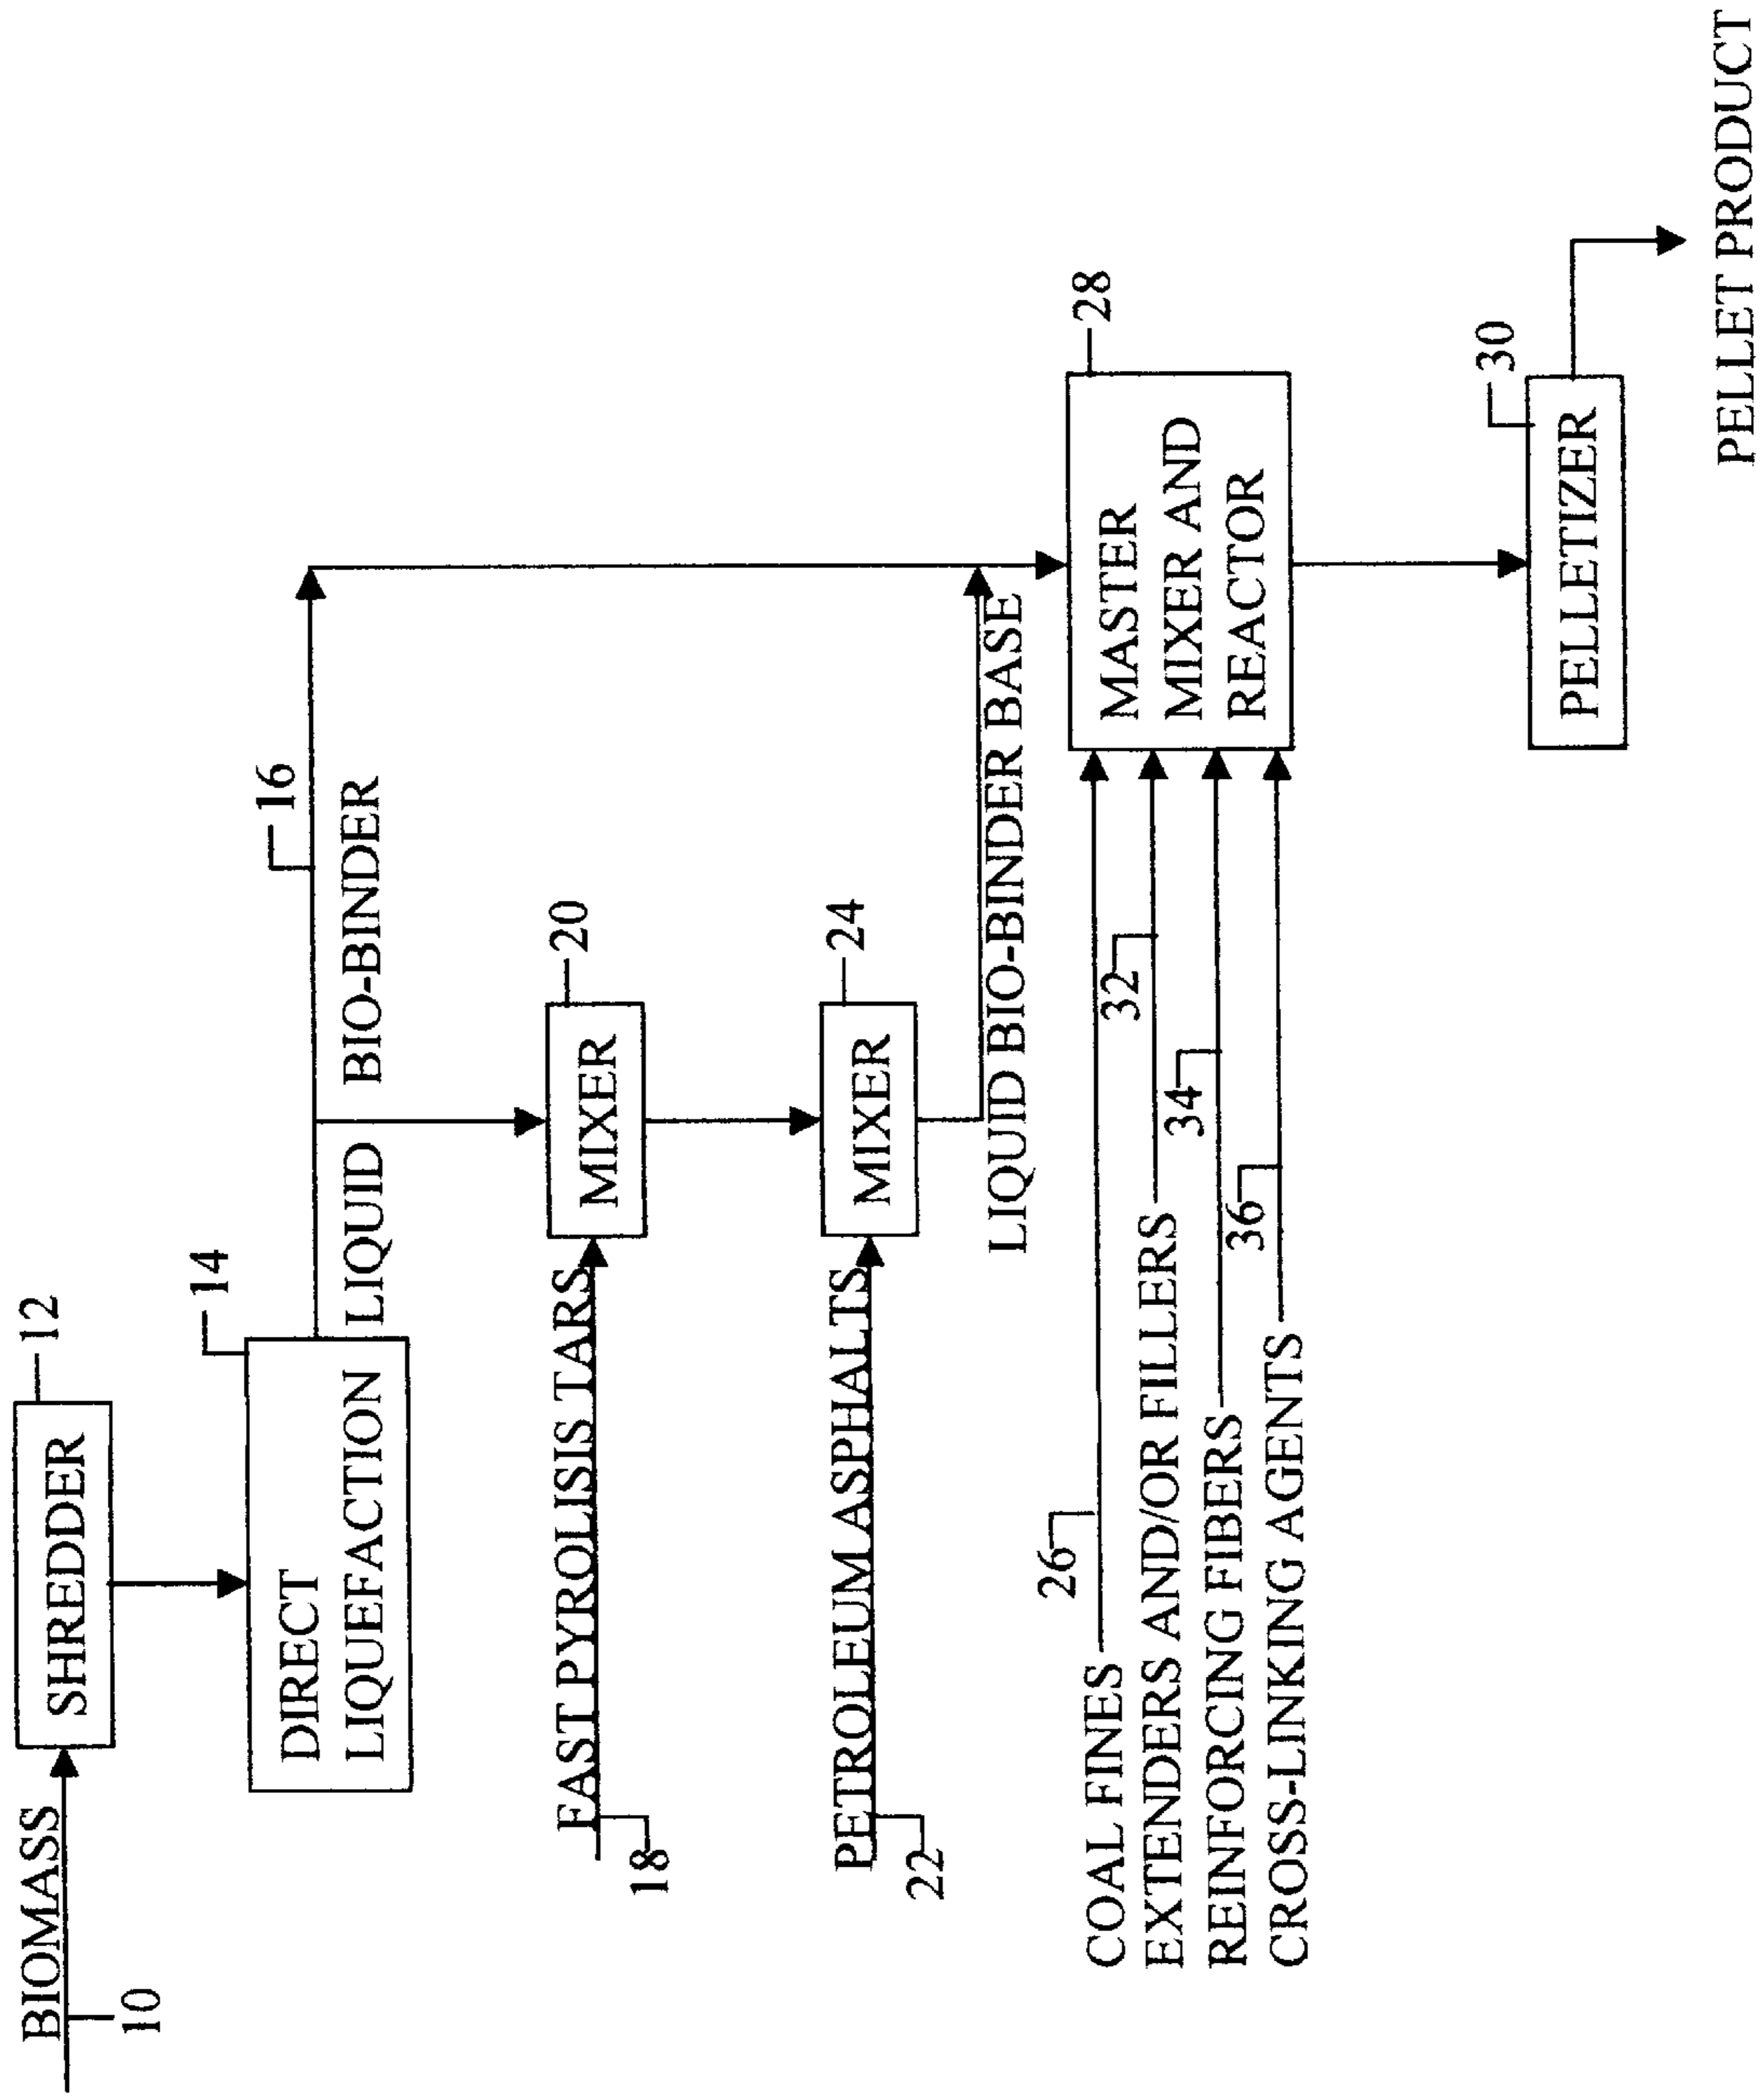 BIOMASS
10
SHREDDER
12
DIRECT
LIQUEFACTION
14
LIQUID BIO-BINDER
16
FAST PYROLISIS TARS
18
MIXER
20
PETROLEUM ASPHALTS
22
MIXER
24
LIQUID BIO-BINDER BASE
COAL FINES
26
EXTENDERS AND/OR FILLERS
32
REINFORCING FIBERS
34
CROSS-LINKING AGENTS
36
MASTER
MIXER AND
REACTOR
28
PELLETIZER
30
PELLET PRODUCT